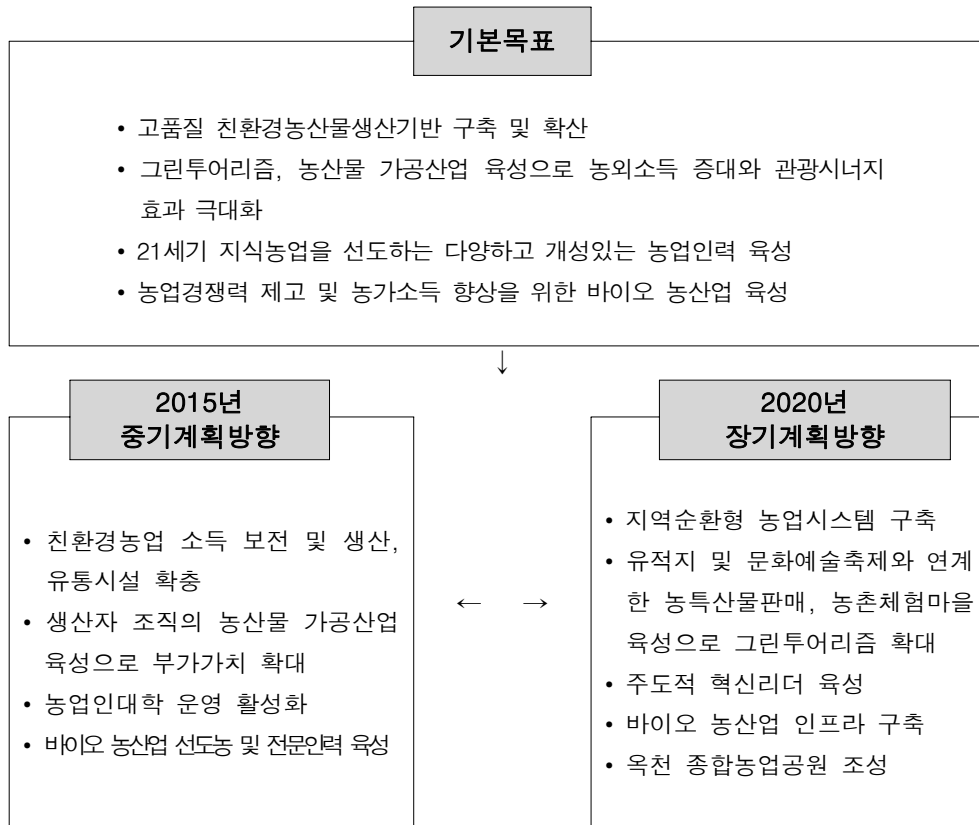 기본목표
• 고품질 친환경농산물생산기반 구축 및 확산
• 그린투어리즘, 농산물 가공산업 육성으로 농외소득 증대와 관광시너지
효과 극대화
• 21세기 지식농업을 선도하는 다양하고 개성있는 농업인력 육성
• 농업경쟁력 제고 및 농가소득 향상을 위한 바이오 농산업 육성
↓
2015년
중기계획방향
• 친환경농업 소득 보전 및 생산,
유통시설 확충
• 생산자 조직의 농산물 가공산업
육성으로 부가가치 확대
• 농업인대학 운영 활성화
• 바이오 농산업 선도농 및 전문인력 육성
← →
2020년
장기계획방향
• 지역순환형 농업시스템 구축
• 유적지 및 문화예술축제와 연계
한 농특산물판매, 농촌체험마을
육성으로 그린투어리즘 확대
• 주도적 혁신리더 육성
• 바이오 농산업 인프라 구축
• 옥천 종합농업공원 조성